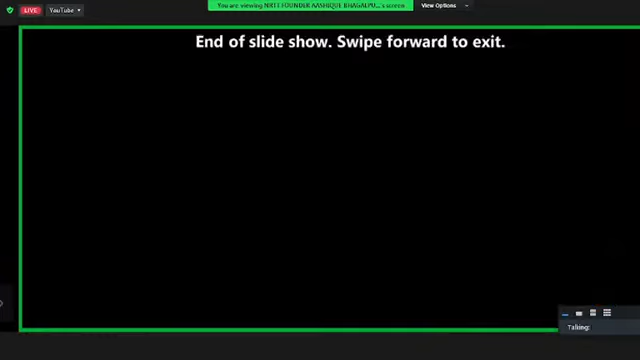 LIVE YouTube You are viewing NRTT FOUNDER AASHIQUE BHAGALPU...'s screen View Options
End of slide show. Swipe forward to exit.
Talking: